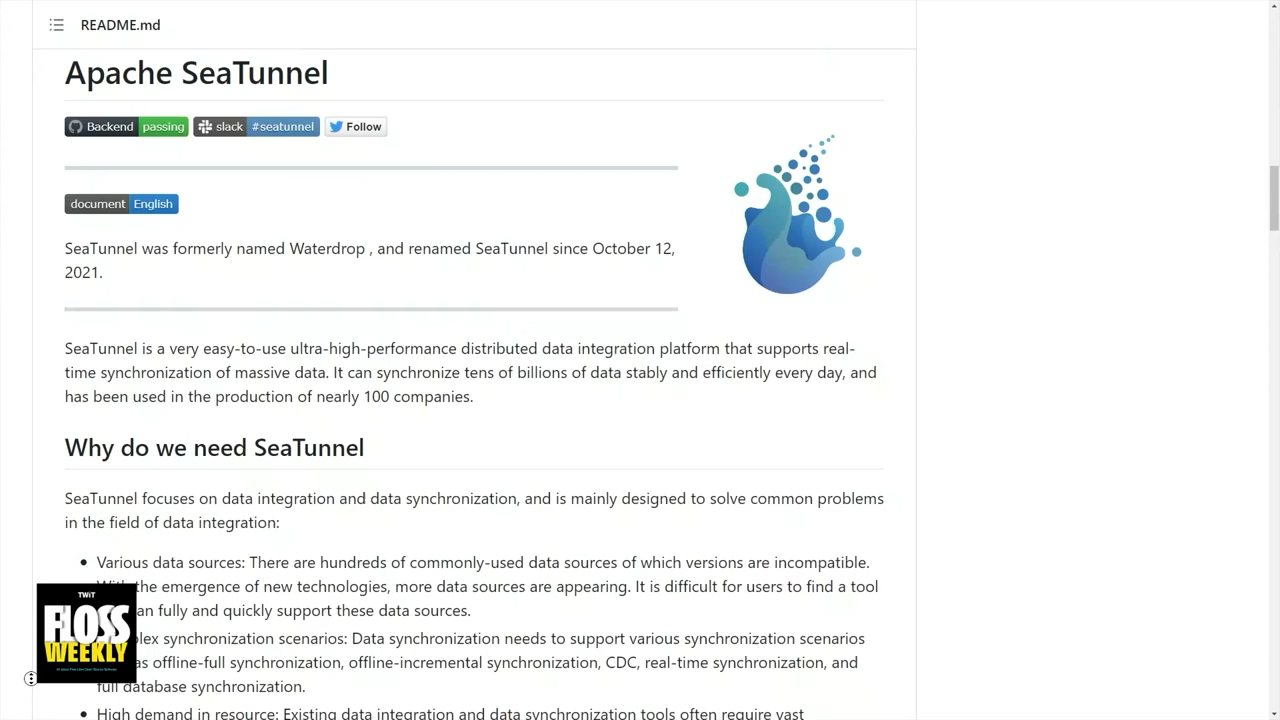 README.md
Apache SeaTunnel
Backend passing slack #seatunnel Follow
document English
SeaTunnel was formerly named Waterdrop , and renamed SeaTunnel since October 12,
2021.
SeaTunnel is a very easy-to-use ultra-high-performance distributed data integration platform that supports real-
time synchronization of massive data. It can synchronize tens of billions of data stably and efficiently every day, and
has been used in the production of nearly 100 companies.
Why do we need SeaTunnel
SeaTunnel focuses on data integration and data synchronization, and is mainly designed to solve common problems
in the field of data integration:
• Various data sources: There are hundreds of commonly-used data sources of which versions are incompatible.
the emergence of new technologies, more data sources are appearing. It is difficult for users to find a tool
fully and quickly support these data sources.
synchronization scenarios: Data synchronization needs to support various synchronization scenarios
as offline-full synchronization, offline-incremental synchronization, CDC, real-time synchronization, and
full database synchronization.
• High demand in resource: Existing data integration and data synchronization tools often require vast
TWiT
FLOSS
WEEKLY